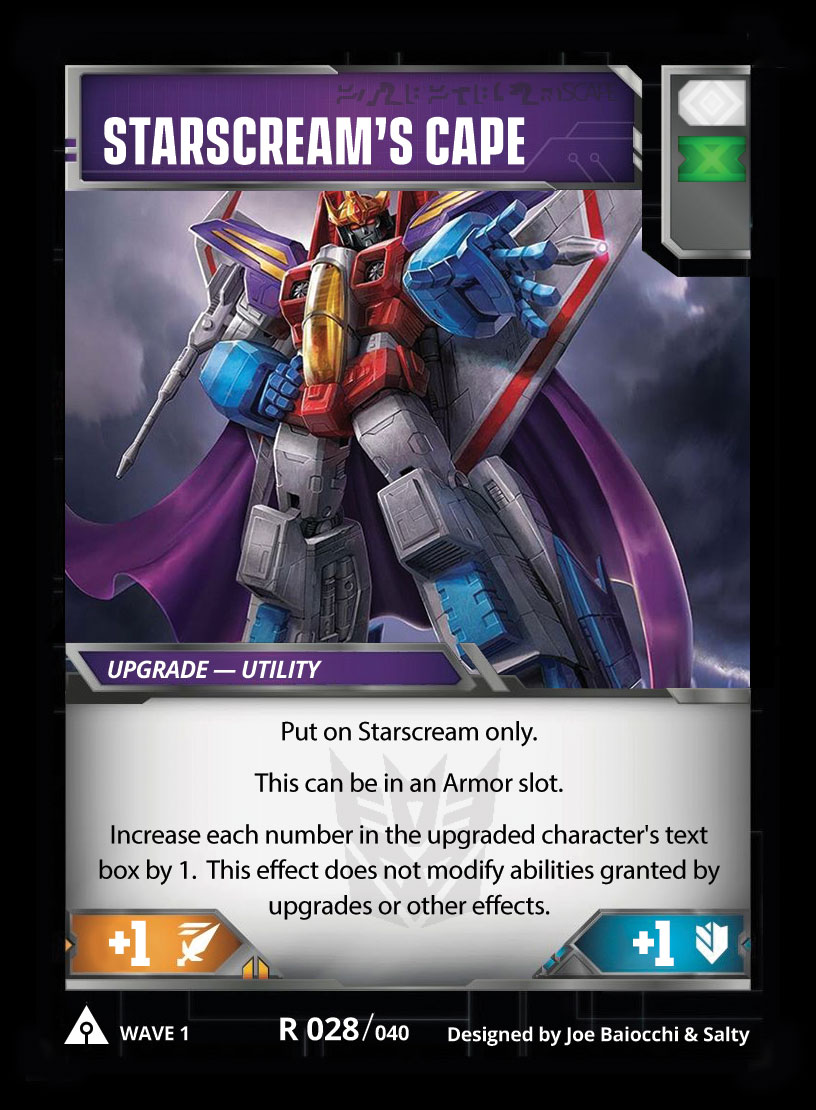 STARSCREAM'S CAPE
UPGRADE — UTILITY
Put on Starscream only.
This can be in an Armor slot.
Increase each number in the upgraded character's text
box by 1. This effect does not modify abilities granted by
upgrades or other effects.
+1
+1
WAVE 1
R 028/040
Designed by Joe Baiocchi & Salty